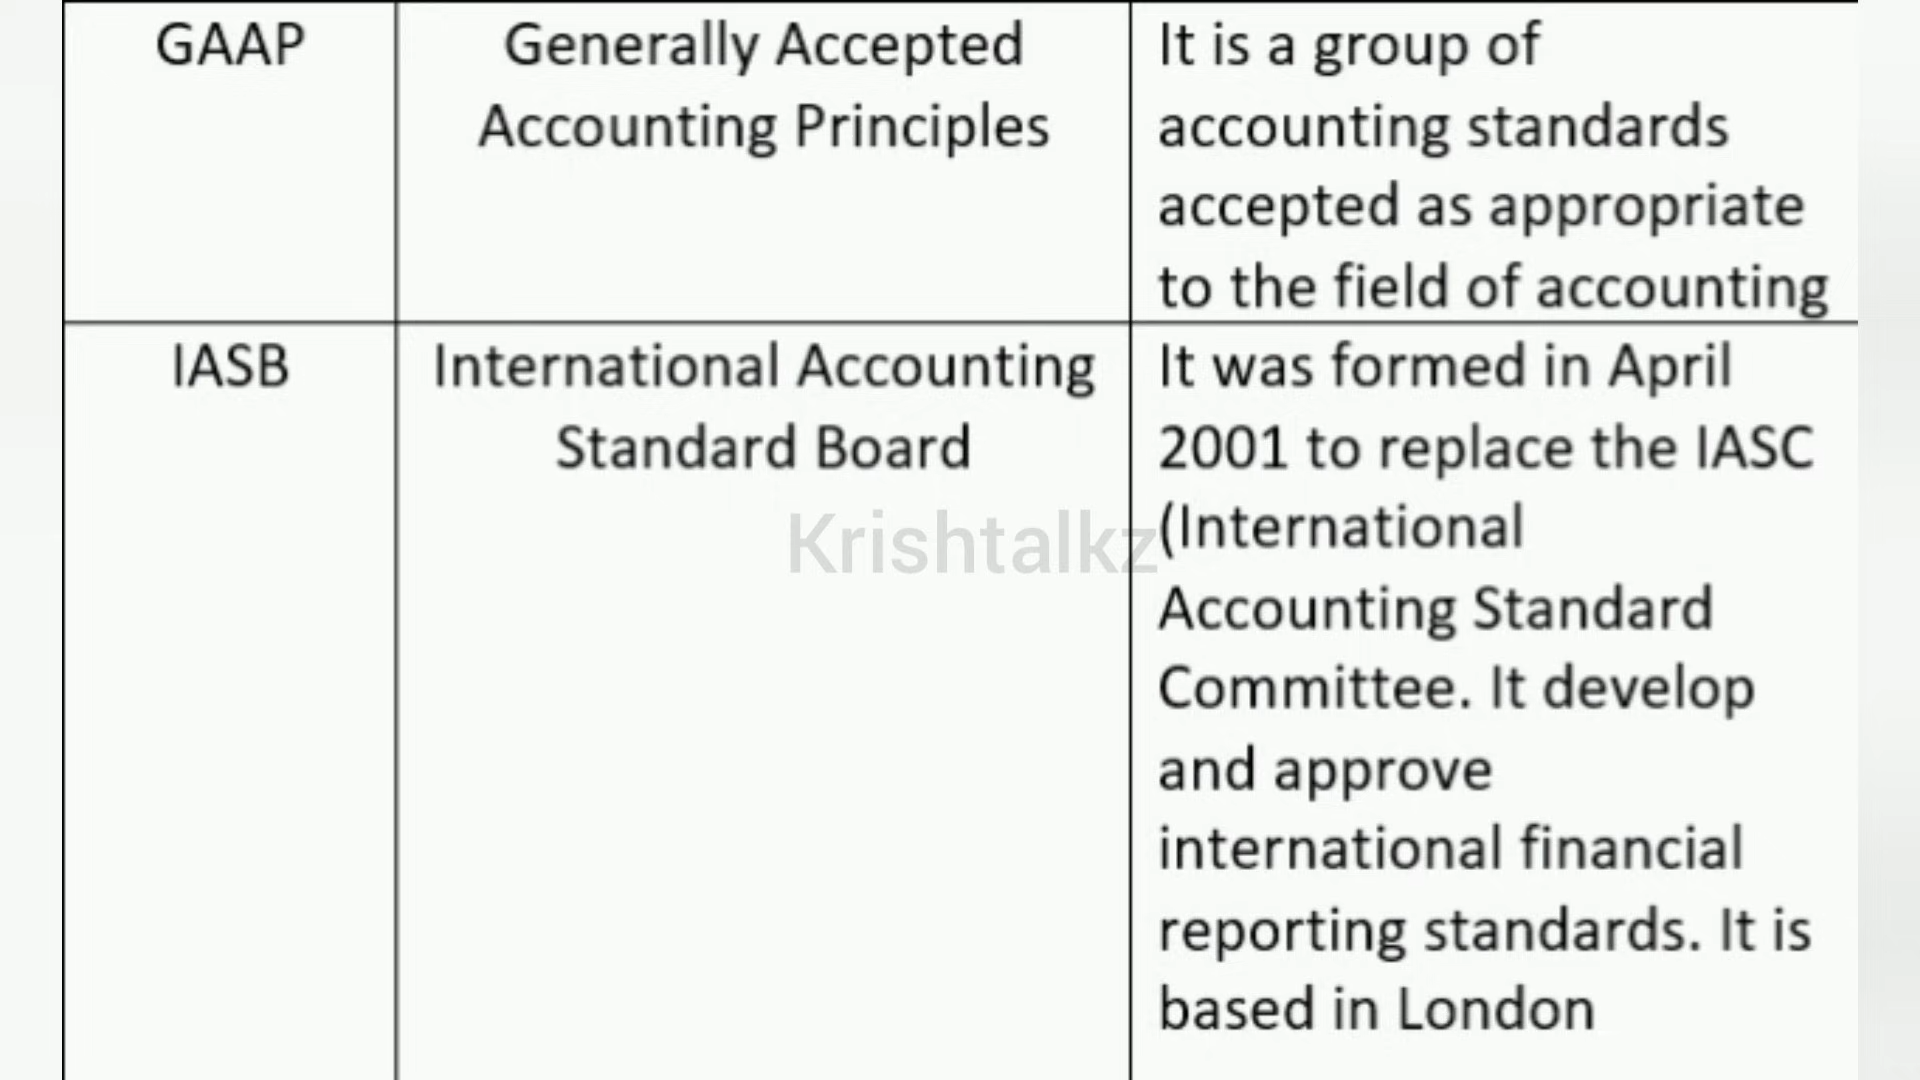 GAAP
Generally Accepted
Accounting Principles
It is a group of
accounting standards
accepted as appropriate
to the field of accounting
IASB
International Accounting
Standard Board
It was formed in April
2001 to replace the IASC
(International
Accounting Standard
Committee. It develop
and approve
international financial
reporting standards. It is
based in London
Krishtalkz